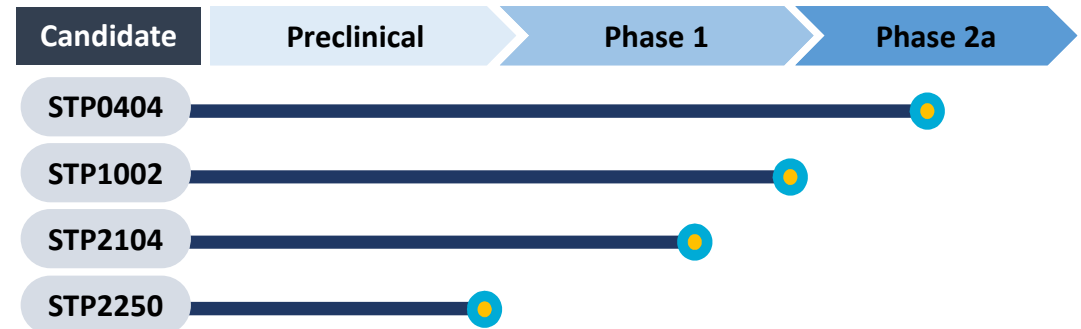 Candidate Preclinical Phase 1 Phase 2a
STP0404
STP1002
STP2104
STP2250